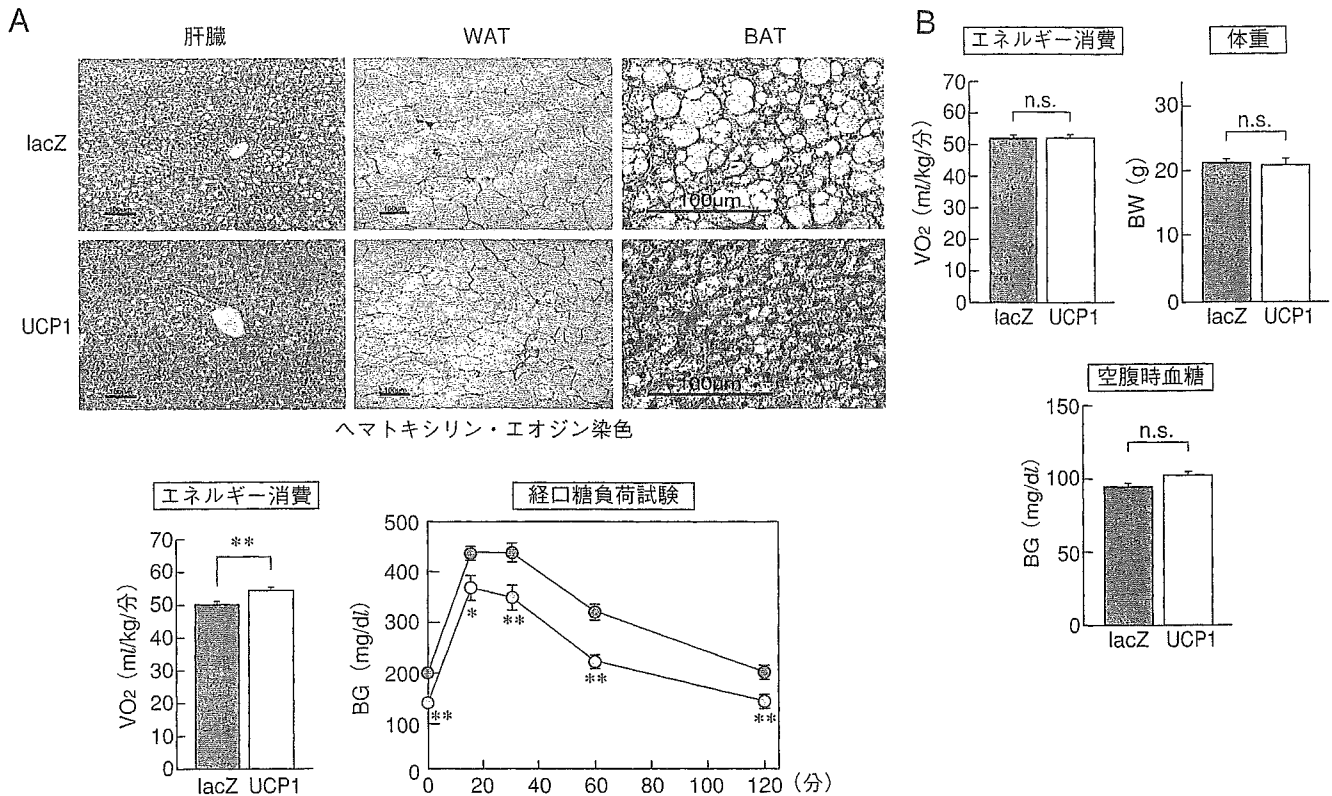 A
肝臓 WAT BAT
lacZ
100μm
100μm
UCP1
100μm
100μm
ヘマトキシリン・エオジン染色
エネルギー消費
VO2 (ml/kg/分)
70
60
50
40
30
20
10
0
**
lacZ UCP1
経口糖負荷試験
BG (mg/dl)
500
400
300
200
100
0
**
*
**
**
**
0 20 40 60 80 100 120 (分)
B
エネルギー消費
VO2 (ml/kg/分)
70
60
50
40
30
20
10
0
n.s.
lacZ UCP1
体重
BW (g)
30
20
10
0
n.s.
lacZ UCP1
空腹時血糖
BG (mg/dl)
150
100
50
0
n.s.
lacZ UCP1